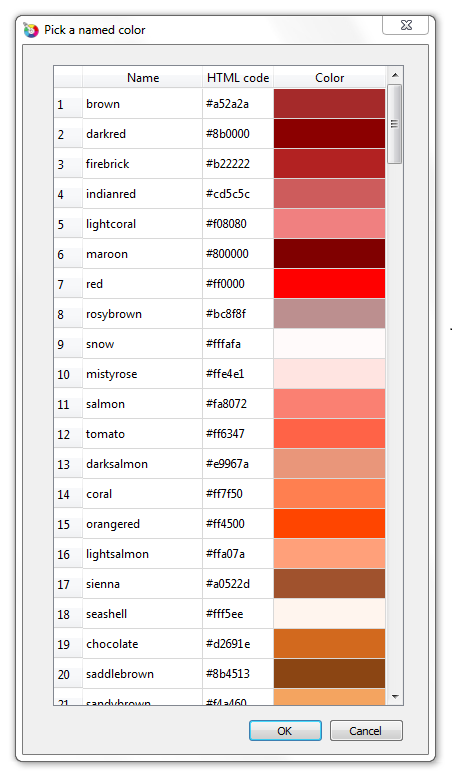 Pick a named color
Name HTML code Color
1 brown #a52a2a
2 darkred #8b0000
3 firebrick #b22222
4 indianred #cd5c5c
5 lightcoral #f08080
6 maroon #800000
7 red #ff0000
8 rosybrown #bc8f8f
9 snow #fffafa
10 mistyrose #ffe4e1
11 salmon #fa8072
12 tomato #ff6347
13 darksalmon #e9967a
14 coral #ff7f50
15 orangered #ff4500
16 lightsalmon #ffa07a
17 sienna #a0522d
18 seashell #fff5ee
19 chocolate #d2691e
20 saddlebrown #8b4513
21 sandybrown #f4a460
OK Cancel